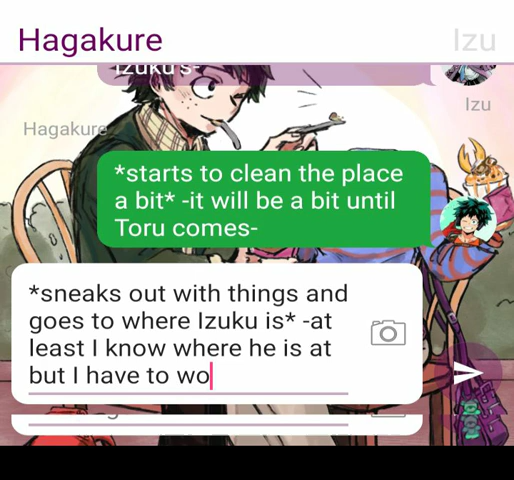 Hagakure
Izu
Izuku's-
Izu
Hagakure
*starts to clean the place
a bit* -it will be a bit until
Toru comes-
*sneaks out with things and
goes to where Izuku is* -at
least I know where he is at
but I have to wo